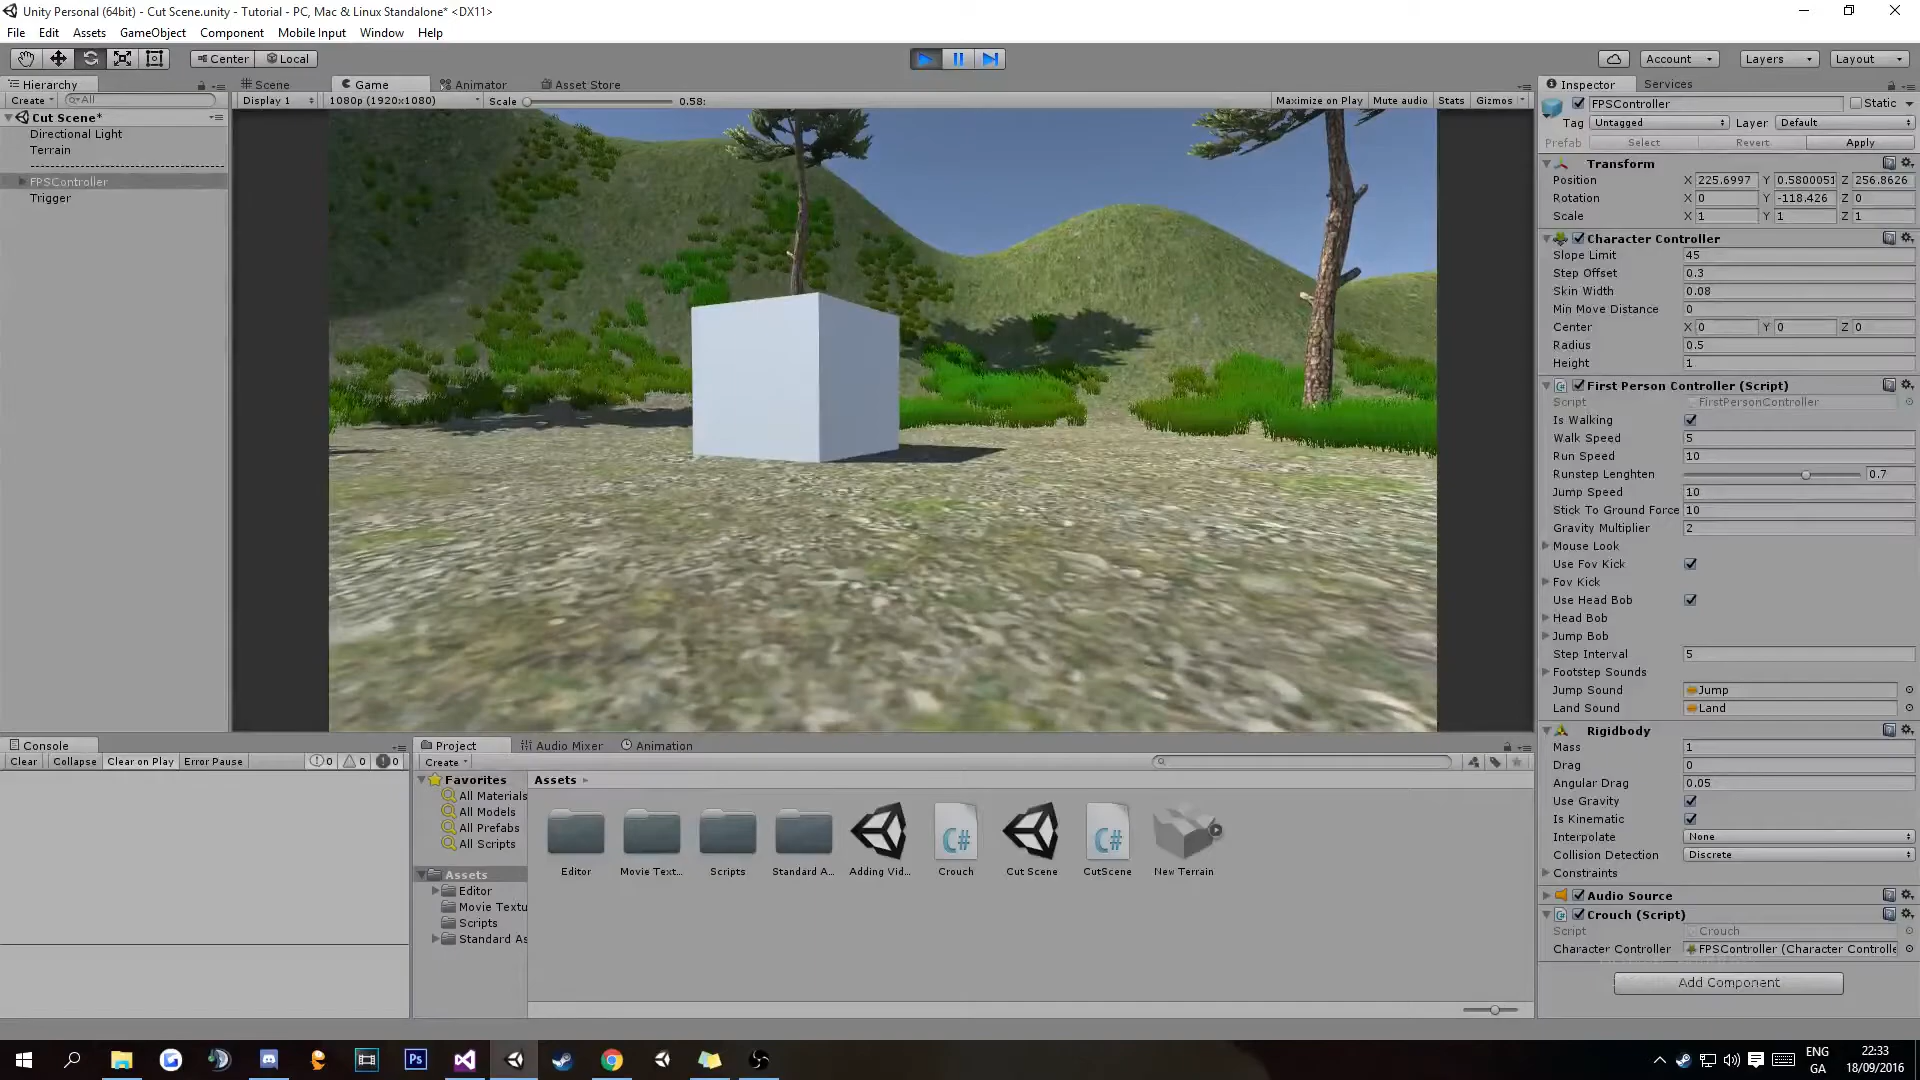 Unity Personal (64bit) - Cut Scene.unity - Tutorial - PC, Mac & Linux Standalone* <DX11>
File Edit Assets GameObject Component Mobile Input Window Help
Center Local Account Layers Layout
Hierarchy Scene Game Animator Asset Store Inspector Services
Create All Display 1 1080p (1920x1080) Scale 0.58: Maximize on Play Mute audio Stats Gizmos
FPSController Static
Cut Scene*
Tag Untagged Layer Default
Directional Light
Prefab Select Revert Apply
Terrain
Transform
FPSController
Position X 225.6997 Y 0.5800051 Z 256.8626
Trigger
Rotation X 0 Y -118.426 Z 0
Scale X 1 Y 1 Z 1
Character Controller
Slope Limit 45
Step Offset 0.3
Skin Width 0.08
Min Move Distance 0
Center X 0 Y 0 Z 0
Radius 0.5
Height 1
First Person Controller (Script)
Script FirstPersonController
Is Walking
Walk Speed 5
Run Speed 10
Runstep Lenghten 0.7
Jump Speed 10
Stick To Ground Force 10
Gravity Multiplier 2
Mouse Look
Use Fov Kick
Fov Kick
Use Head Bob
Head Bob
Jump Bob
Step Interval 5
Footstep Sounds
Jump Sound Jump
Land Sound Land
Rigidbody
Mass 1
Drag 0
Angular Drag 0.05
Use Gravity
Is Kinematic
Interpolate None
Collision Detection Discrete
Constraints
Audio Source
Crouch (Script)
Script Crouch
Character Controller FPSController (Character Controlle
Add Component
Console Project Audio Mixer Animation
Clear Collapse Clear on Play Error Pause 0 0 0 Create
Favorites Assets
All Materials
All Models
All Prefabs
All Scripts
Assets
Editor
Movie Textu
Scripts
Standard As
Editor Movie Text... Scripts Standard A... Adding Vid... Crouch Cut Scene CutScene New Terrain
C# C#
Ps
ENG
GA
22:33
18/09/2016